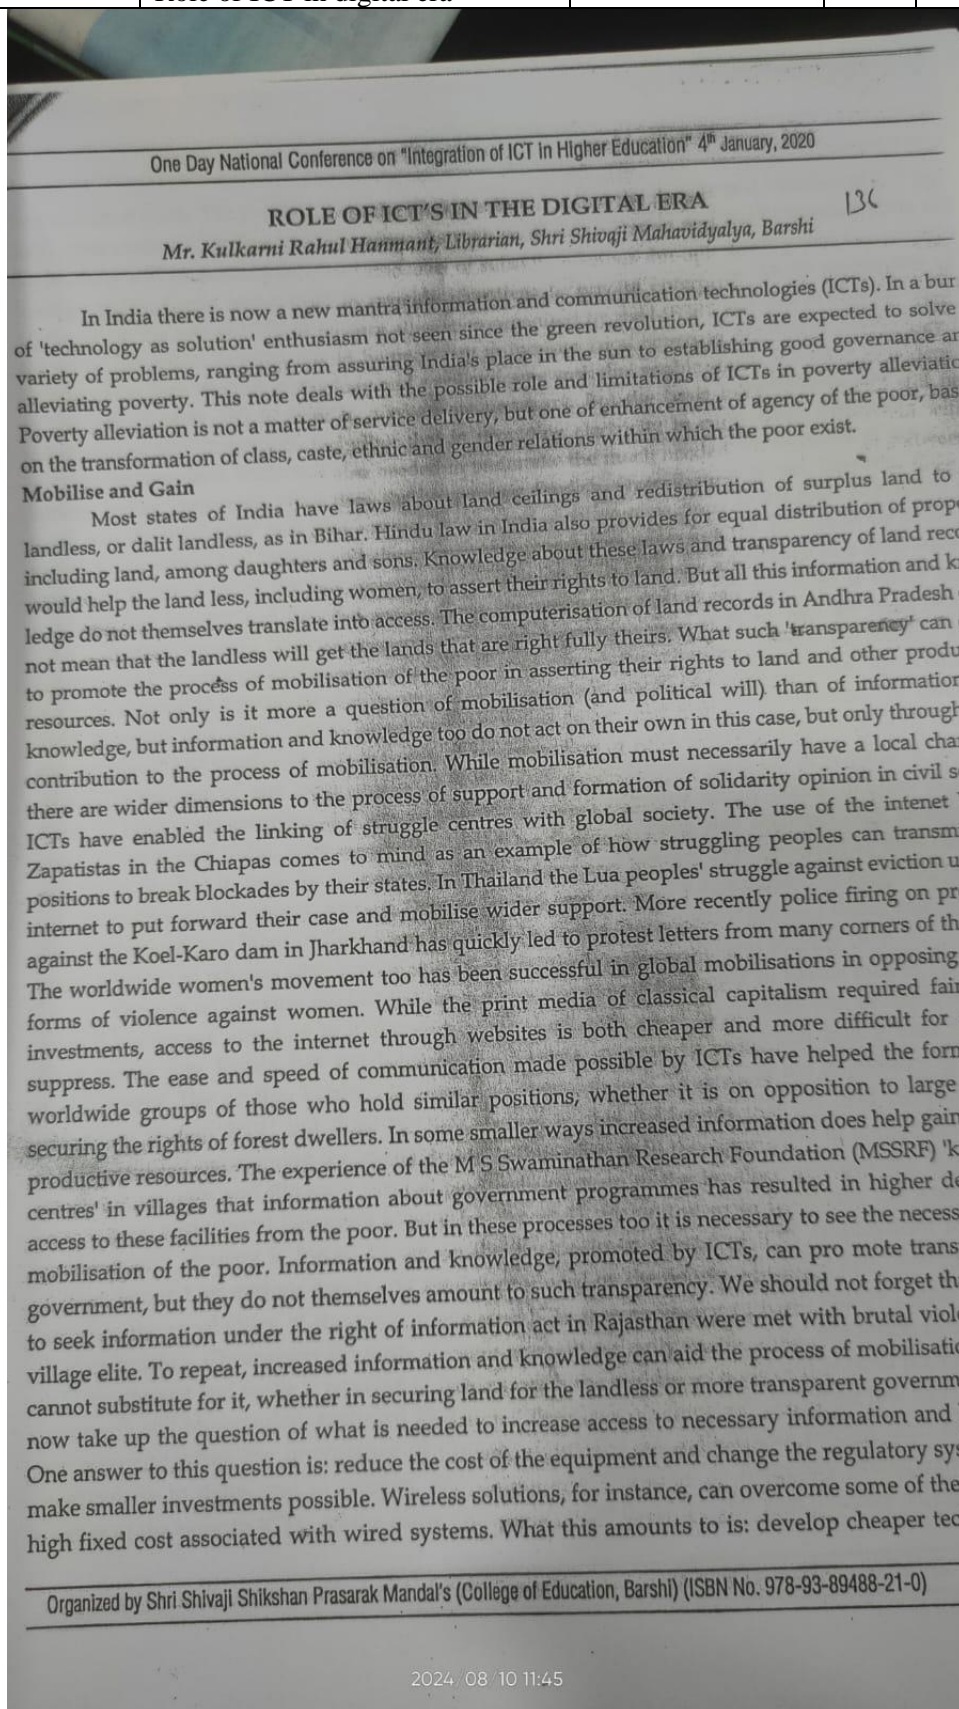 Role of ICT in digital era
One Day National Conference on "Integration of ICT in Higher Education" 4th January, 2020
ROLE OF ICT'S IN THE DIGITAL ERA
136
Mr. Kulkarni Rahul Hanmant, Librarian, Shri Shivaji Mahavidyalya, Barshi
In India there is now a new mantra information and communication technologies (ICTs). In a bur
of 'technology as solution' enthusiasm not seen since the green revolution, ICTs are expected to solve
variety of problems, ranging from assuring India's place in the sun to establishing good governance ar
alleviating poverty. This note deals with the possible role and limitations of ICTs in poverty alleviatio
Poverty alleviation is not a matter of service delivery, but one of enhancement of agency of the poor, bas
on the transformation of class, caste, ethnic and gender relations within which the poor exist.
Mobilise and Gain
Most states of India have laws about land ceilings and redistribution of surplus land to
landless, or dalit landless, as in Bihar. Hindu law in India also provides for equal distribution of prop
including land, among daughters and sons. Knowledge about these laws and transparency of land reco
would help the land less, including women, to assert their rights to land. But all this information and k
ledge do not themselves translate into access. The computerisation of land records in Andhra Pradesh
not mean that the landless will get the lands that are right fully theirs. What such 'transparency' can
to promote the process of mobilisation of the poor in asserting their rights to land and other produ
resources. Not only is it more a question of mobilisation (and political will) than of information
knowledge, but information and knowledge too do not act on their own in this case, but only through
contribution to the process of mobilisation. While mobilisation must necessarily have a local cha
there are wider dimensions to the process of support and formation of solidarity opinion in civil s
ICTs have enabled the linking of struggle centres with global society. The use of the intenet
Zapatistas in the Chiapas comes to mind as an example of how struggling peoples can transm
positions to break blockades by their states. In Thailand the Lua peoples' struggle against eviction u
internet to put forward their case and mobilise wider support. More recently police firing on pr
against the Koel-Karo dam in Jharkhand has quickly led to protest letters from many corners of th
The worldwide women's movement too has been successful in global mobilisations in opposing
forms of violence against women. While the print media of classical capitalism required fair
investments, access to the internet through websites is both cheaper and more difficult for
suppress. The ease and speed of communication made possible by ICTs have helped the form
worldwide groups of those who hold similar positions, whether it is on opposition to large
securing the rights of forest dwellers. In some smaller ways increased information does help gain
productive resources. The experience of the M S Swaminathan Research Foundation (MSSRF) 'k
centres' in villages that information about government programmes has resulted in higher de
access to these facilities from the poor. But in these processes too it is necessary to see the necess
mobilisation of the poor. Information and knowledge, promoted by ICTs, can pro mote trans
government, but they do not themselves amount to such transparency. We should not forget th
to seek information under the right of information act in Rajasthan were met with brutal viol
village elite. To repeat, increased information and knowledge can aid the process of mobilisatio
cannot substitute for it, whether in securing land for the landless or more transparent governm
now take up the question of what is needed to increase access to necessary information and
One answer to this question is: reduce the cost of the equipment and change the regulatory sys
make smaller investments possible. Wireless solutions, for instance, can overcome some of the
high fixed cost associated with wired systems. What this amounts to is: develop cheaper tec
Organized by Shri Shivaji Shikshan Prasarak Mandal's (College of Education, Barshi) (ISBN No. 978-93-89488-21-0)
2024/08/10 11:45